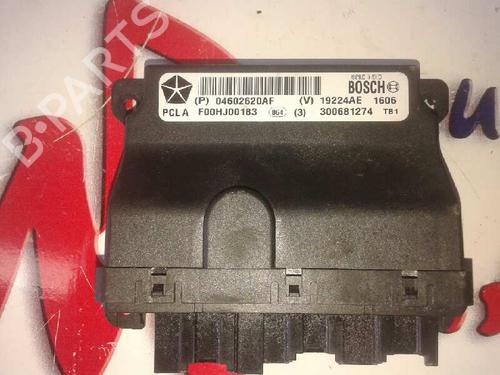 BOSCH
(P) 04602620AF (V) 19224AE 1606
PCLA F00HJ00183 (3) 300681274 TB1
B-PARTS